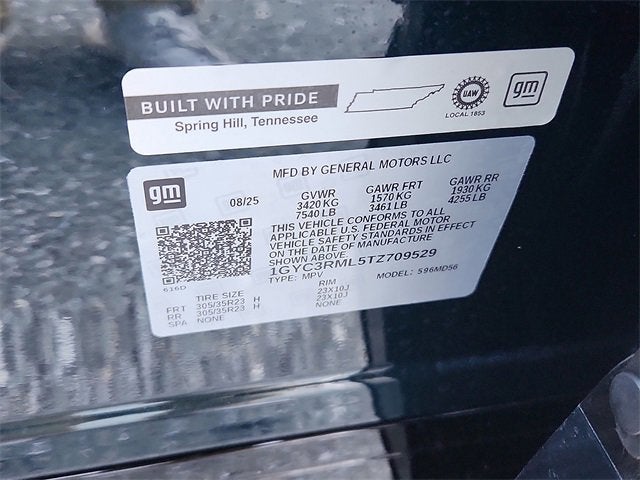 BUILT WITH PRIDE
Spring Hill, Tennessee
UAW
LOCAL 1853
gm
MFD BY GENERAL MOTORS LLC
gm
08/25
GVWR GAWR FRT GAWR RR
3420 KG 1570 KG 1930 KG
7540 LB 3461 LB 4255 LB
THIS VEHICLE CONFORMS TO ALL
APPLICABLE U.S. FEDERAL MOTOR
VEHICLE SAFETY STANDARDS IN EFFECT
ON THE DATE OF MANUFACTURE
1GYC3RML5TZ709529
TYPE: MPV MODEL: S96MD56
616D
TIRE SIZE RIM
FRT 305/35R23 H 23X10J
RR 305/35R23 H 23X10J
SPA NONE NONE